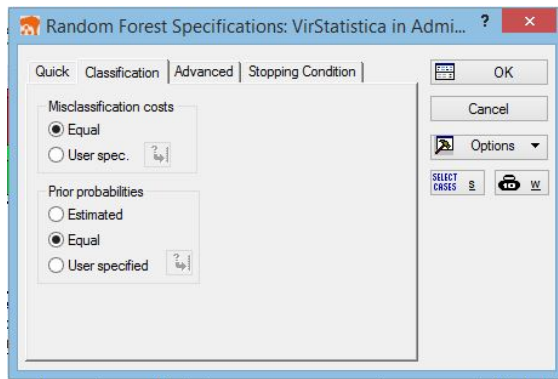 Random Forest Specifications: VirStatistica in Admi... ? ×
Quick Classification Advanced Stopping Condition
Misclassification costs
Equal
User spec.
Prior probabilities
Estimated
Equal
User specified
OK
Cancel
Options
SELECT CASES S W